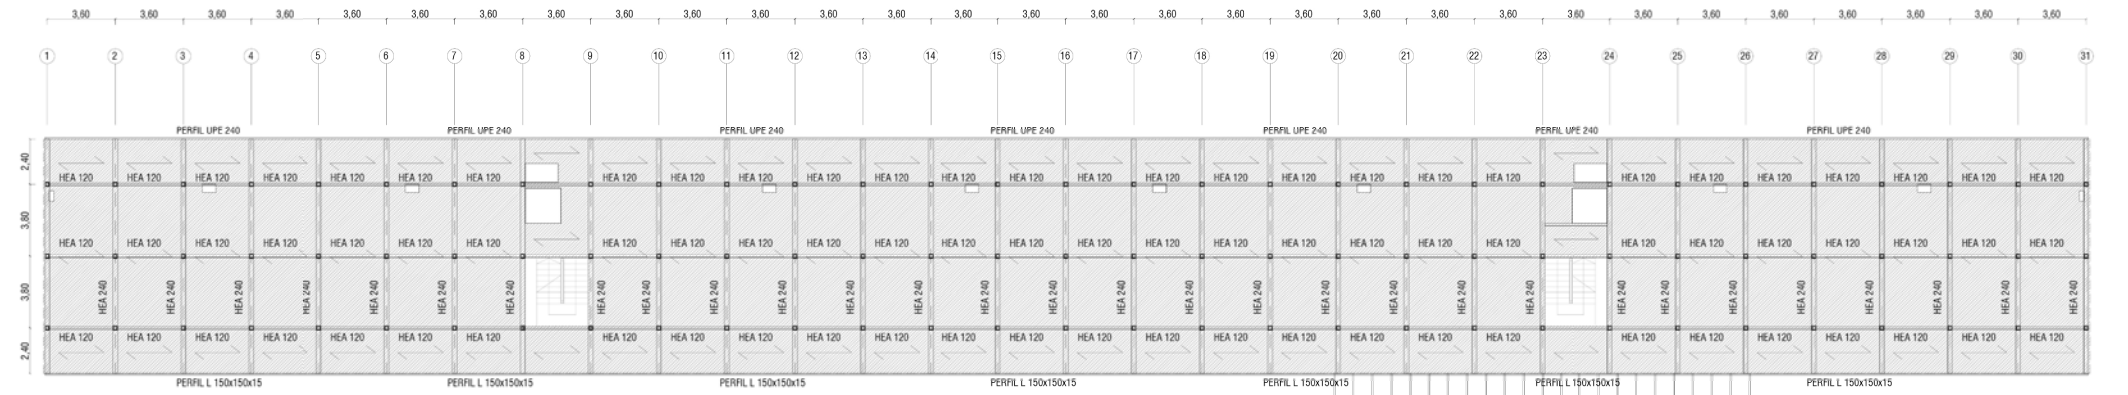 3,60 3,60 3,60 3,60 3,60 3,60 3,60 3,60 3,60 3,60 3,60 3,60 3,60 3,60 3,60 3,60 3,60 3,60 3,60 3,60 3,60 3,60 3,60 3,60 3,60 3,60 3,60 3,60 3,60 3,60
1 2 3 4 5 6 7 8 9 10 11 12 13 14 15 16 17 18 19 20 21 22 23 24 25 26 27 28 29 30 31
PERFIL UPE 240 PERFIL UPE 240 PERFIL UPE 240 PERFIL UPE 240 PERFIL UPE 240 PERFIL UPE 240 PERFIL UPE 240
2,40
HEA 120 HEA 120 HEA 120 HEA 120 HEA 120 HEA 120 HEA 120 HEA 120 HEA 120 HEA 120 HEA 120 HEA 120 HEA 120 HEA 120 HEA 120 HEA 120 HEA 120 HEA 120 HEA 120 HEA 120 HEA 120 HEA 120 HEA 120 HEA 120 HEA 120 HEA 120 HEA 120 HEA 120
3,80
HEA 120 HEA 120 HEA 120 HEA 120 HEA 120 HEA 120 HEA 120 HEA 120 HEA 120 HEA 120 HEA 120 HEA 120 HEA 120 HEA 120 HEA 120 HEA 120 HEA 120 HEA 120 HEA 120 HEA 120 HEA 120 HEA 120 HEA 120 HEA 120 HEA 120 HEA 120 HEA 120 HEA 120
3,80
HEA 240 HEA 240 HEA 240 HEA 240 HEA 240 HEA 240 HEA 240 HEA 240 HEA 240 HEA 240 HEA 240 HEA 240 HEA 240 HEA 240 HEA 240 HEA 240 HEA 240 HEA 240 HEA 240 HEA 240 HEA 240 HEA 240 HEA 240 HEA 240 HEA 240 HEA 240 HEA 240 HEA 240 HEA 240 HEA 240
HEA 120 HEA 120 HEA 120 HEA 120 HEA 120 HEA 120 HEA 120 HEA 120 HEA 120 HEA 120 HEA 120 HEA 120 HEA 120 HEA 120 HEA 120 HEA 120 HEA 120 HEA 120 HEA 120 HEA 120 HEA 120 HEA 120 HEA 120 HEA 120 HEA 120 HEA 120 HEA 120 HEA 120
2,40
PERFIL L 150x150x15 PERFIL L 150x150x15 PERFIL L 150x150x15 PERFIL L 150x150x15 PERFIL L 150x150x15 PERFIL L 150x150x15 PERFIL L 150x150x15